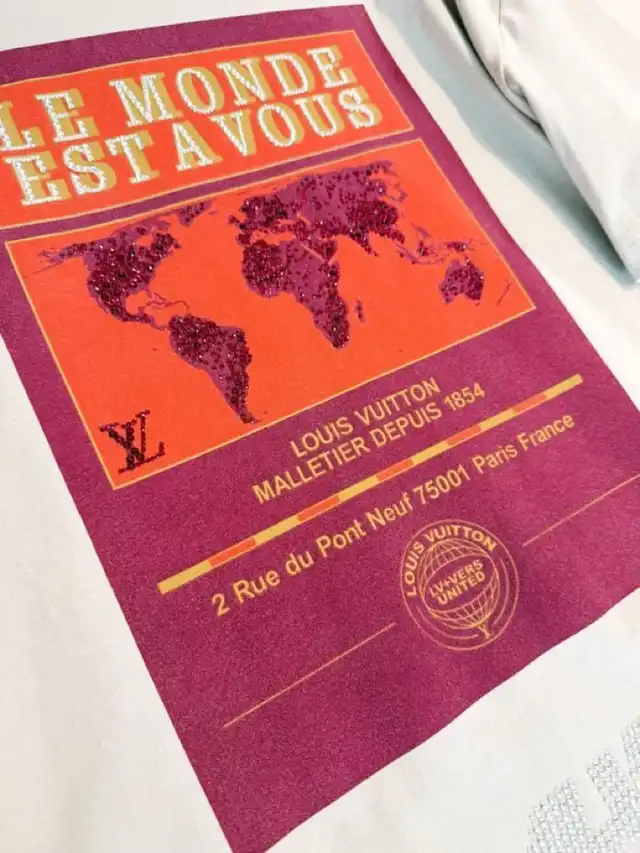 LE MONDE
EST A VOUS
LV
LOUIS VUITTON
MALLETIER DEPUIS 1854
2 Rue du Pont Neuf 75001 Paris France
LOUIS VUITTON
LV+VERS
UNITED